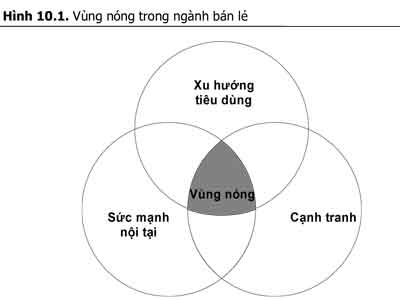 Hình 10.1. Vùng nóng trong ngành bán lẻ
Xu hướng
tiêu dùng
Vùng nóng
Sức mạnh
nội tại
Cạnh tranh